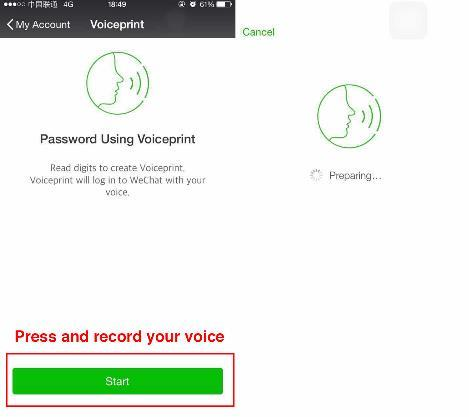 中国联通 4G 18:49 61%
My Account Voiceprint
Password Using Voiceprint
Read digits to create Voiceprint.
Voiceprint will log in to WeChat with your
voice.
Press and record your voice
Start
Cancel
Preparing...